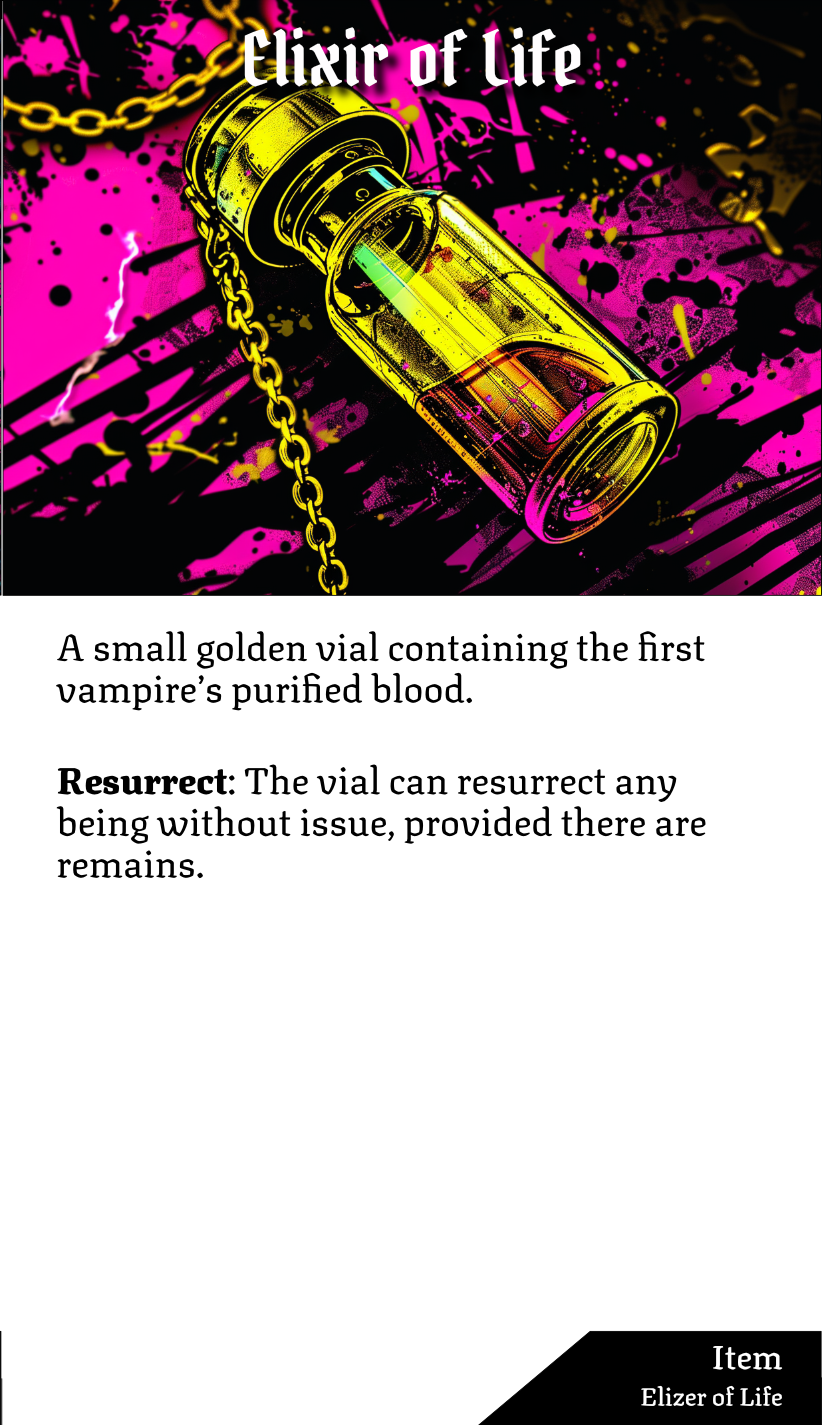 Elixir of Life
A small golden vial containing the first
vampire’s purified blood.
Resurrect: The vial can resurrect any
being without issue, provided there are
remains.
Item
Elizer of Life